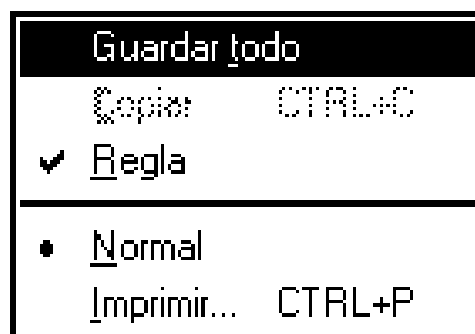 Guardar todo
Copiar CTRL+C
Regla
Normal
Imprimir... CTRL+P